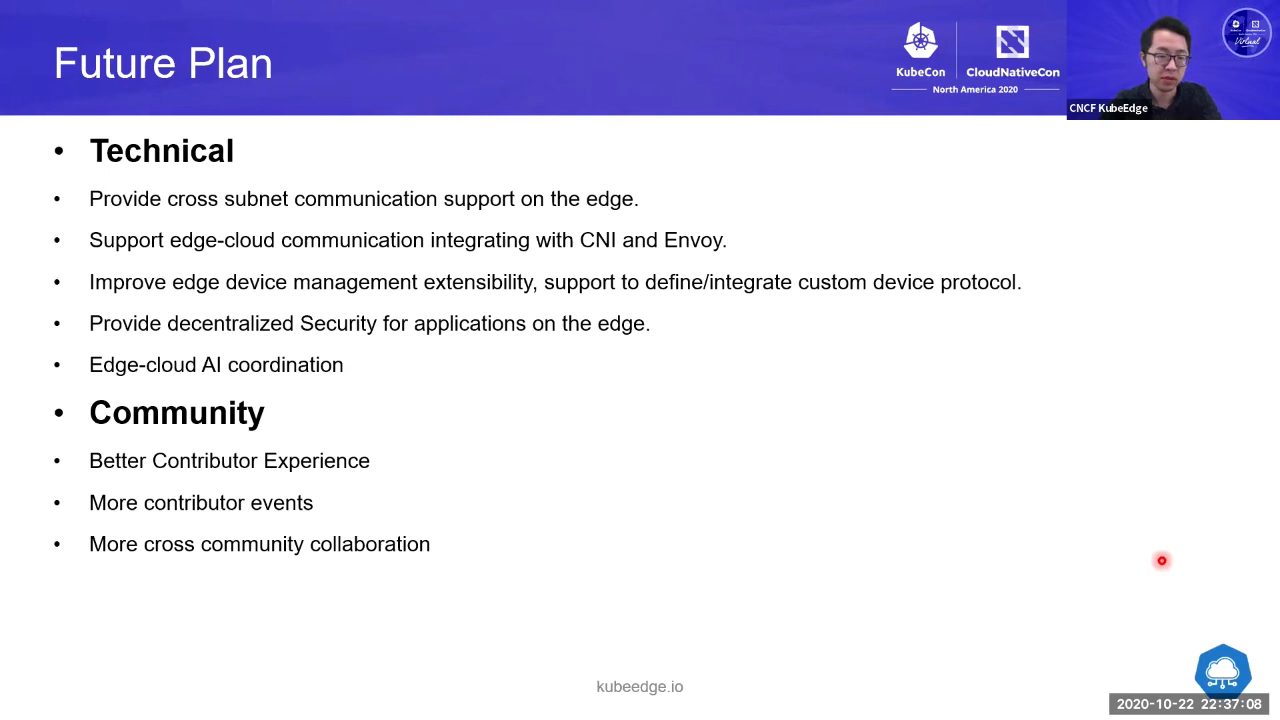 Future Plan
KubeCon
CloudNativeCon
North America 2020
Virtual
CNCF KubeEdge
• Technical
• Provide cross subnet communication support on the edge.
• Support edge-cloud communication integrating with CNI and Envoy.
• Improve edge device management extensibility, support to define/integrate custom device protocol.
• Provide decentralized Security for applications on the edge.
• Edge-cloud AI coordination
• Community
• Better Contributor Experience
• More contributor events
• More cross community collaboration
kubeedge.io
2020-10-22 22:37:08